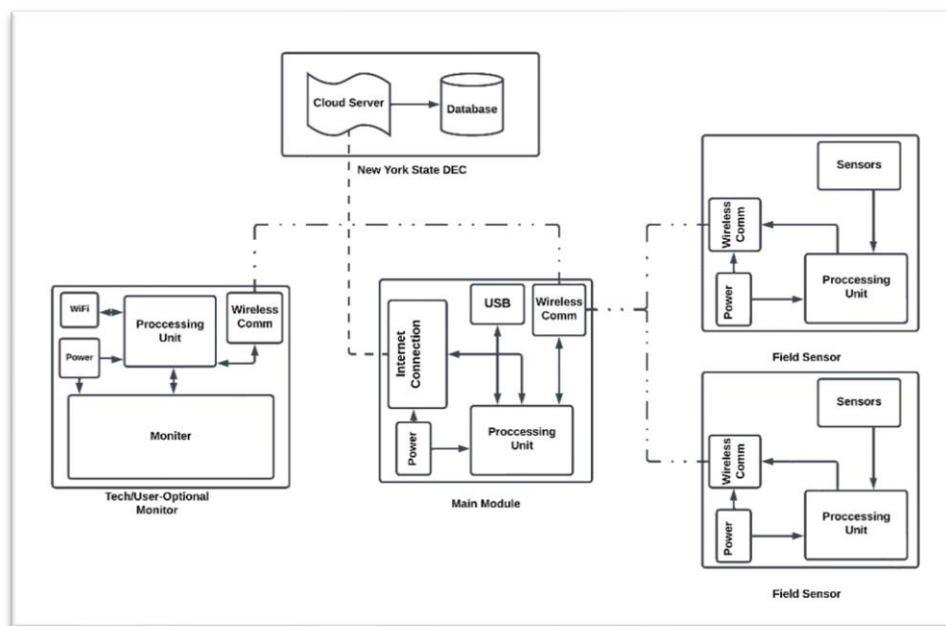 Cloud Server
Database
New York State DEC
WiFi
Proccessing
Unit
Wireless
Comm
Power
Moniter
Tech/User-Optional
Monitor
Internet
Connection
USB
Wireless
Comm
Power
Proccessing
Unit
Main Module
Sensors
Wireless
Comm
Power
Proccessing
Unit
Field Sensor
Sensors
Wireless
Comm
Power
Proccessing
Unit
Field Sensor